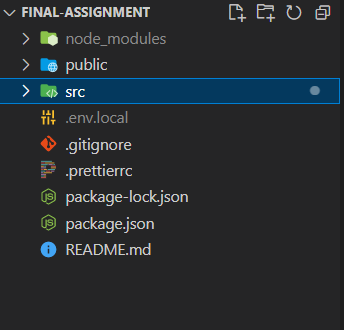 FINAL-ASSIGNMENT
node_modules
public
src
.env.local
.gitignore
.prettierrc
package-lock.json
package.json
README.md